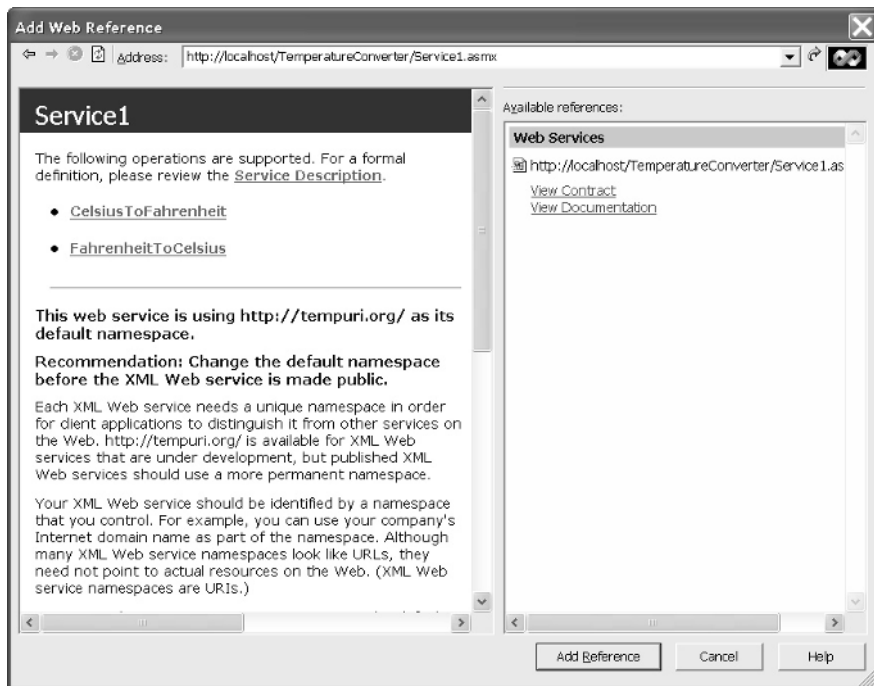 Add Web Reference
Address: http://localhost/TemperatureConverter/Service1.asmx
Service1
The following operations are supported. For a formal
definition, please review the Service Description.
• CelsiusToFahrenheit
• FahrenheitToCelsius
This web service is using http://tempuri.org/ as its
default namespace.
Recommendation: Change the default namespace
before the XML Web service is made public.
Each XML Web service needs a unique namespace in order
for client applications to distinguish it from other services on
the Web. http://tempuri.org/ is available for XML Web
services that are under development, but published XML
Web services should use a more permanent namespace.
Your XML Web service should be identified by a namespace
that you control. For example, you can use your company's
Internet domain name as part of the namespace. Although
many XML Web service namespaces look like URLs, they
need not point to actual resources on the Web. (XML Web
service namespaces are URIs.)
Available references:
Web Services
http://localhost/TemperatureConverter/Service1.as
View Contract
View Documentation
Add Reference
Cancel
Help